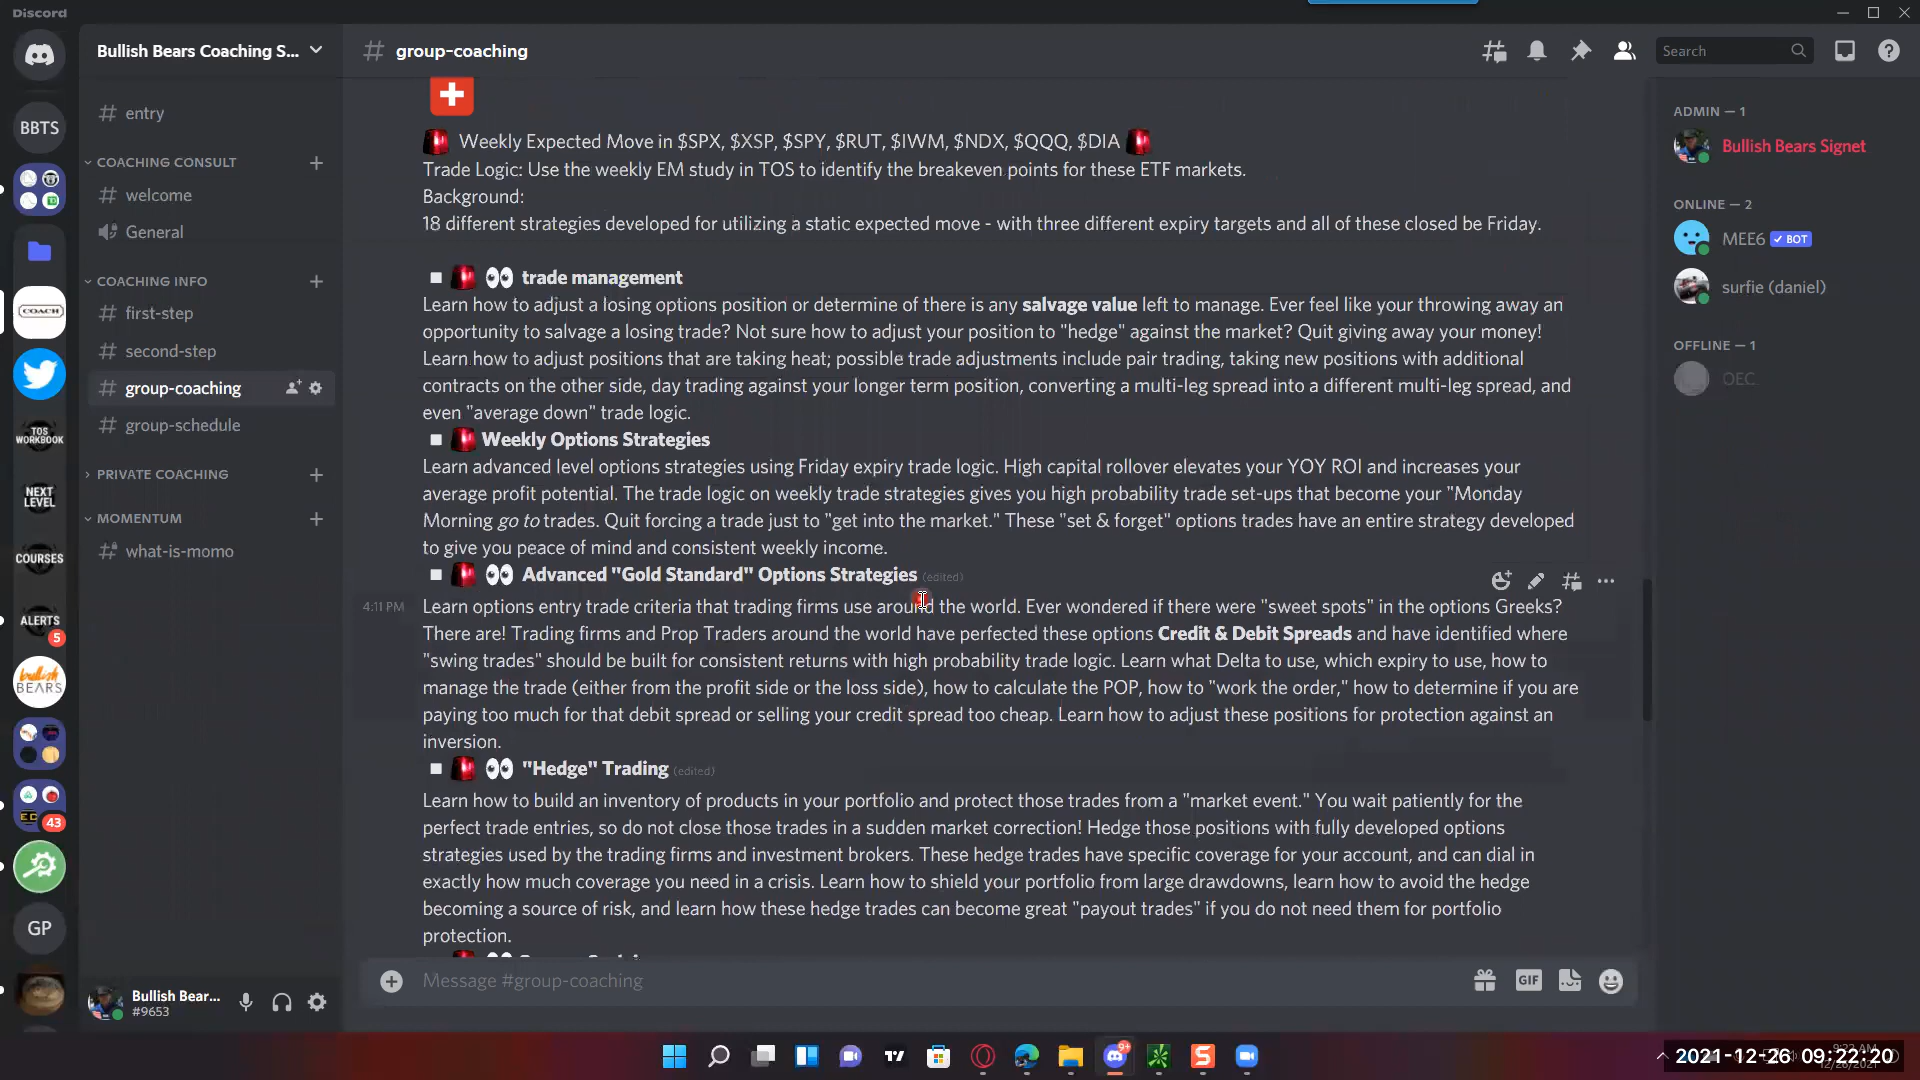 Discord
Bullish Bears Coaching S...
# group-coaching
Search
BBTS
COACH
TOS WORKBOOK
NEXT LEVEL
COURSES
ALERTS
5
bullish BEARS
43
GP
# entry
COACHING CONSULT
# welcome
General
COACHING INFO
# first-step
# second-step
# group-coaching
# group-schedule
PRIVATE COACHING
MOMENTUM
# what-is-momo
Bullish Bear...
#9653
Weekly Expected Move in $SPX, $XSP, $SPY, $RUT, $IWM, $NDX, $QQQ, $DIA
Trade Logic: Use the weekly EM study in TOS to identify the breakeven points for these ETF markets.
Background:
18 different strategies developed for utilizing a static expected move - with three different expiry targets and all of these closed be Friday.
trade management
Learn how to adjust a losing options position or determine of there is any salvage value left to manage. Ever feel like your throwing away an
opportunity to salvage a losing trade? Not sure how to adjust your position to "hedge" against the market? Quit giving away your money!
Learn how to adjust positions that are taking heat; possible trade adjustments include pair trading, taking new positions with additional
contracts on the other side, day trading against your longer term position, converting a multi-leg spread into a different multi-leg spread, and
even "average down" trade logic.
Weekly Options Strategies
Learn advanced level options strategies using Friday expiry trade logic. High capital rollover elevates your YOY ROI and increases your
average profit potential. The trade logic on weekly trade strategies gives you high probability trade set-ups that become your "Monday
Morning go to trades. Quit forcing a trade just to "get into the market." These "set & forget" options trades have an entire strategy developed
to give you peace of mind and consistent weekly income.
Advanced "Gold Standard" Options Strategies (edited)
4:11 PM
Learn options entry trade criteria that trading firms use around the world. Ever wondered if there were "sweet spots" in the options Greeks?
There are! Trading firms and Prop Traders around the world have perfected these options Credit & Debit Spreads and have identified where
"swing trades" should be built for consistent returns with high probability trade logic. Learn what Delta to use, which expiry to use, how to
manage the trade (either from the profit side or the loss side), how to calculate the POP, how to "work the order," how to determine if you are
paying too much for that debit spread or selling your credit spread too cheap. Learn how to adjust these positions for protection against an
inversion.
"Hedge" Trading (edited)
Learn how to build an inventory of products in your portfolio and protect those trades from a "market event." You wait patiently for the
perfect trade entries, so do not close those trades in a sudden market correction! Hedge those positions with fully developed options
strategies used by the trading firms and investment brokers. These hedge trades have specific coverage for your account, and can dial in
exactly how much coverage you need in a crisis. Learn how to shield your portfolio from large drawdowns, learn how to avoid the hedge
becoming a source of risk, and learn how these hedge trades can become great "payout trades" if you do not need them for portfolio
protection.
Message #group-coaching
GIF
ADMIN — 1
Bullish Bears Signet
ONLINE — 2
MEE6 BOT
surfie (daniel)
OFFLINE — 1
OEC
9+
2021-12-26 09:22:20